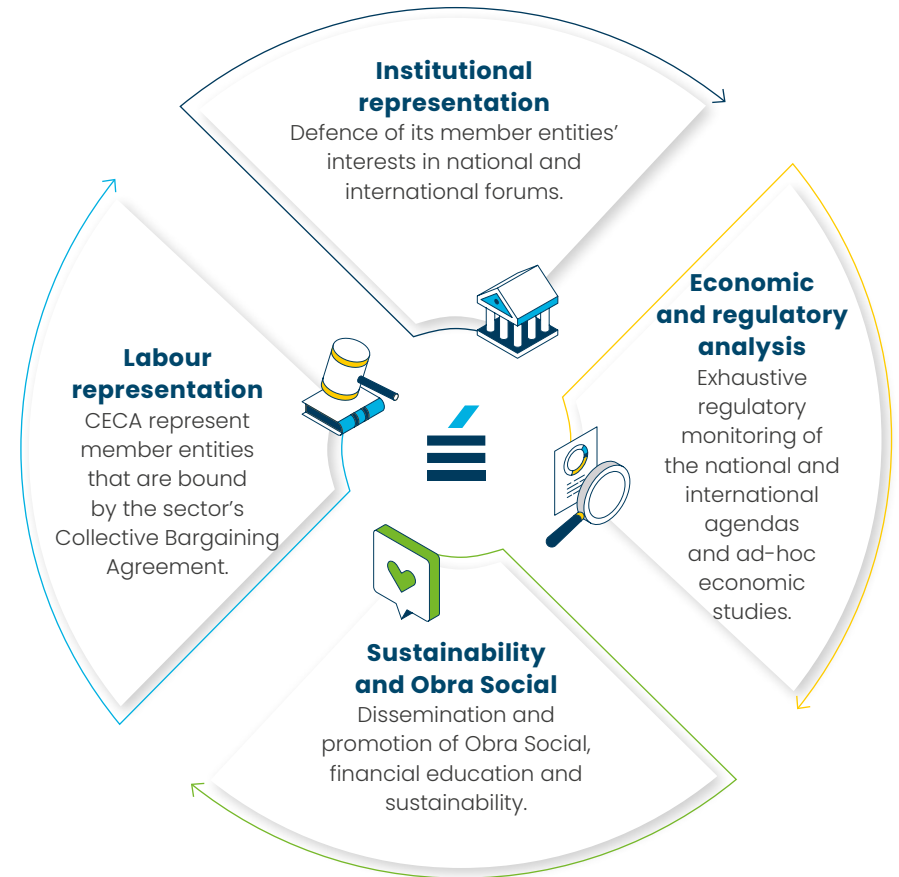 Institutional
representation
Defence of its member entities’
interests in national and
international forums.
Economic
and regulatory
analysis
Exhaustive
regulatory
monitoring of
the national and
international
agendas
and ad-hoc
economic
studies.
Labour
representation
CECA represent
member entities
that are bound
by the sector’s
Collective Bargaining
Agreement.
Sustainability
and Obra Social
Dissemination and
promotion of Obra Social,
financial education and
sustainability.